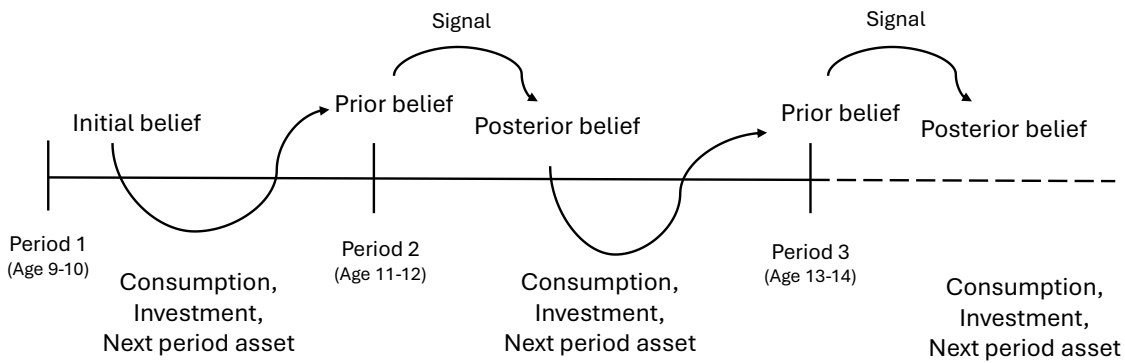 Signal
Signal
Initial belief
Prior belief
Posterior belief
Prior belief
Posterior belief
Period 1
(Age 9-10)
Period 2
(Age 11-12)
Period 3
(Age 13-14)
Consumption,
Investment,
Next period asset
Consumption,
Investment,
Next period asset
Consumption,
Investment,
Next period asset